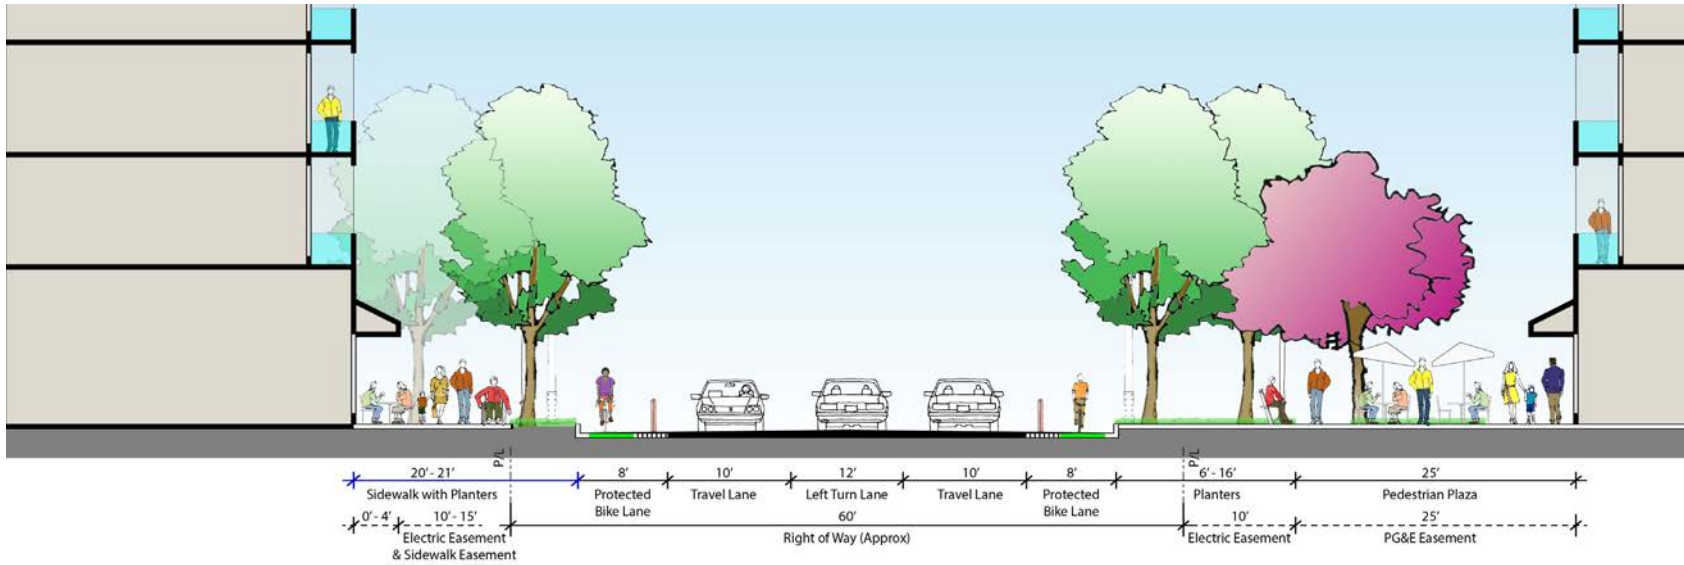 P/L
P/L
20' - 21'
8'
10'
12'
10'
8'
6' - 16'
25'
Sidewalk with Planters
Protected
Bike Lane
Travel Lane
Left Turn Lane
Travel Lane
Protected
Bike Lane
Planters
Pedestrian Plaza
0' - 4'
10' - 15'
60'
10'
25'
Electric Easement
& Sidewalk Easement
Right of Way (Approx)
Electric Easement
PG&E Easement